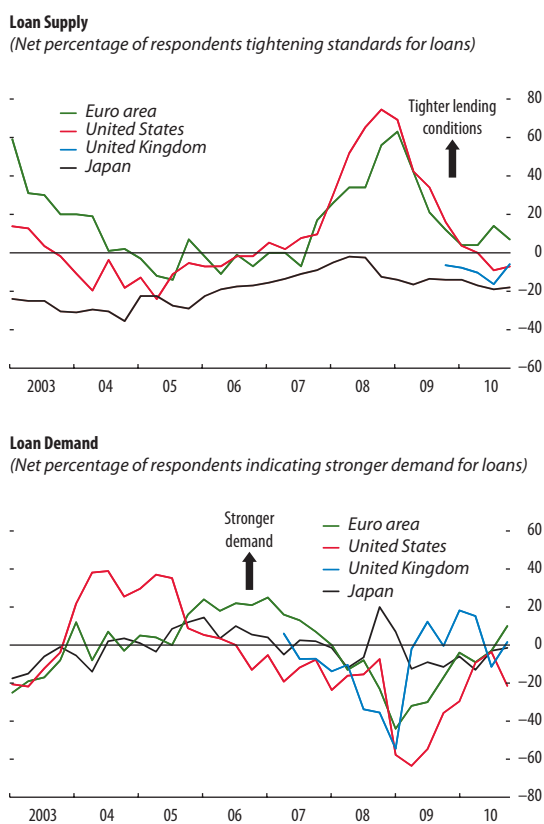 Loan Supply
(Net percentage of respondents tightening standards for loans)
Euro area
United States
United Kingdom
Japan
Tighter lending
conditions
80
60
40
20
0
−20
−40
−60
2003 04 05 06 07 08 09 10
Loan Demand
(Net percentage of respondents indicating stronger demand for loans)
Stronger
demand
Euro area
United States
United Kingdom
Japan
60
40
20
0
−20
−40
−60
−80
2003 04 05 06 07 08 09 10